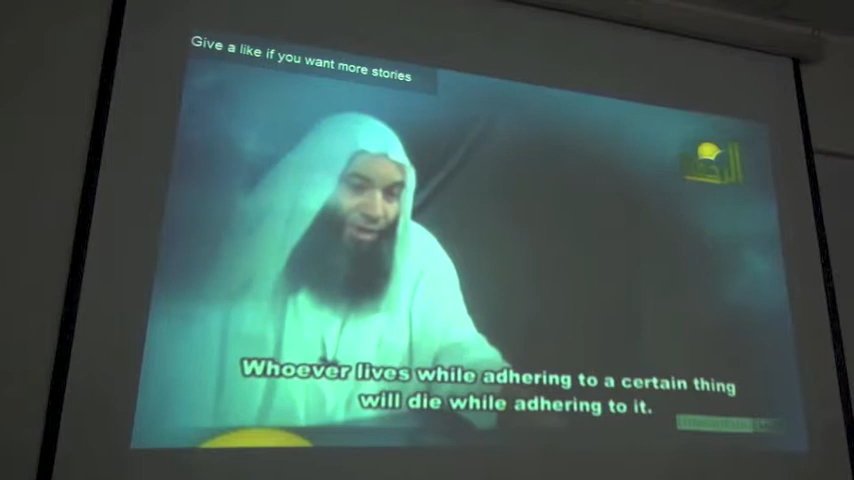 Give a like if you want more stories
الرحمة
Whoever lives while adhering to a certain thing
will die while adhering to it.